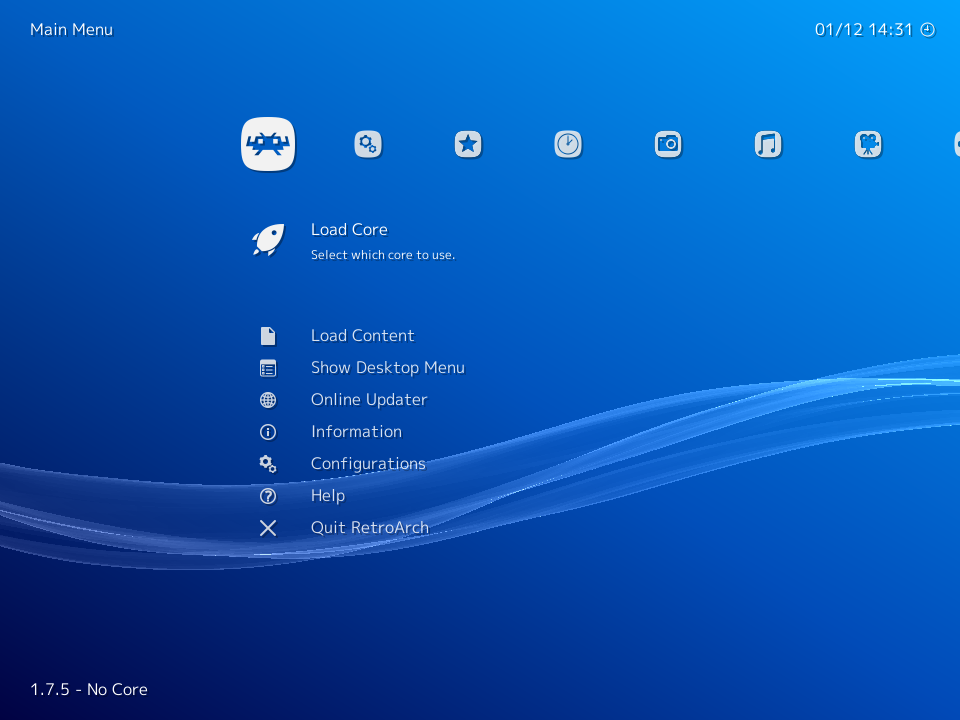 Main Menu
01/12 14:31
Load Core
Select which core to use.
Load Content
Show Desktop Menu
Online Updater
Information
Configurations
Help
Quit RetroArch
1.7.5 - No Core